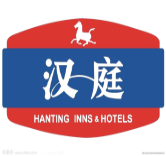 汉庭
HANTING INNS & HOTELS